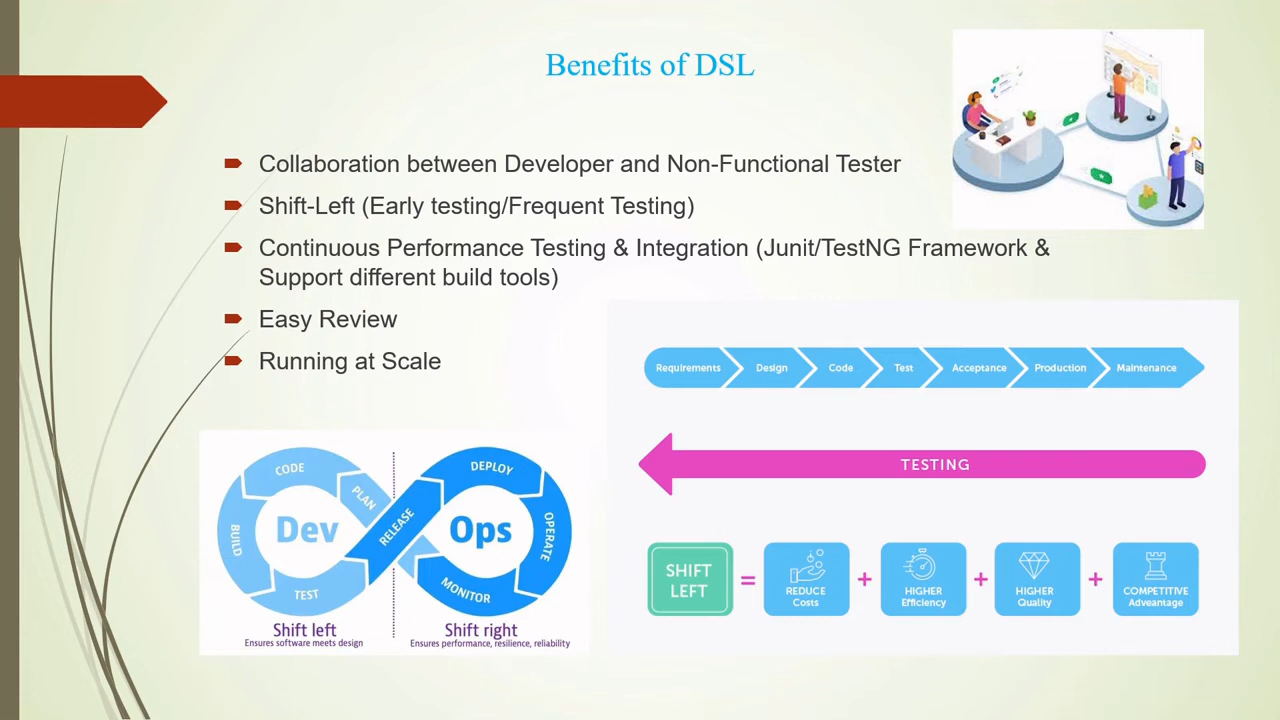 Benefits of DSL
Collaboration between Developer and Non-Functional Tester
Shift-Left (Early testing/Frequent Testing)
Continuous Performance Testing & Integration (Junit/TestNG Framework &
Support different build tools)
Easy Review
Running at Scale
Requirements
Design
Code
Test
Acceptance
Production
Maintenance
TESTING
SHIFT
LEFT
=
REDUCE
Costs
+
HIGHER
Efficiency
+
HIGHER
Quality
+
COMPETITIVE
Adveantage
CODE
PLAN
BUILD
TEST
Dev
RELEASE
DEPLOY
OPERATE
MONITOR
Ops
Shift left
Ensures software meets design
Shift right
Ensures performance, resilience, reliability